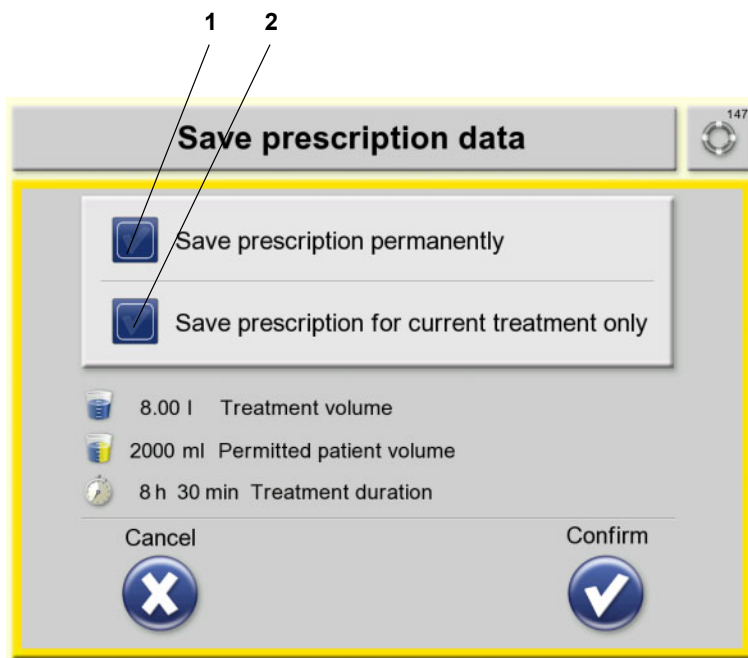 1 2
Save prescription data
147
Save prescription permanently
Save prescription for current treatment only
8.00 l Treatment volume
2000 ml Permitted patient volume
8 h 30 min Treatment duration
Cancel Confirm